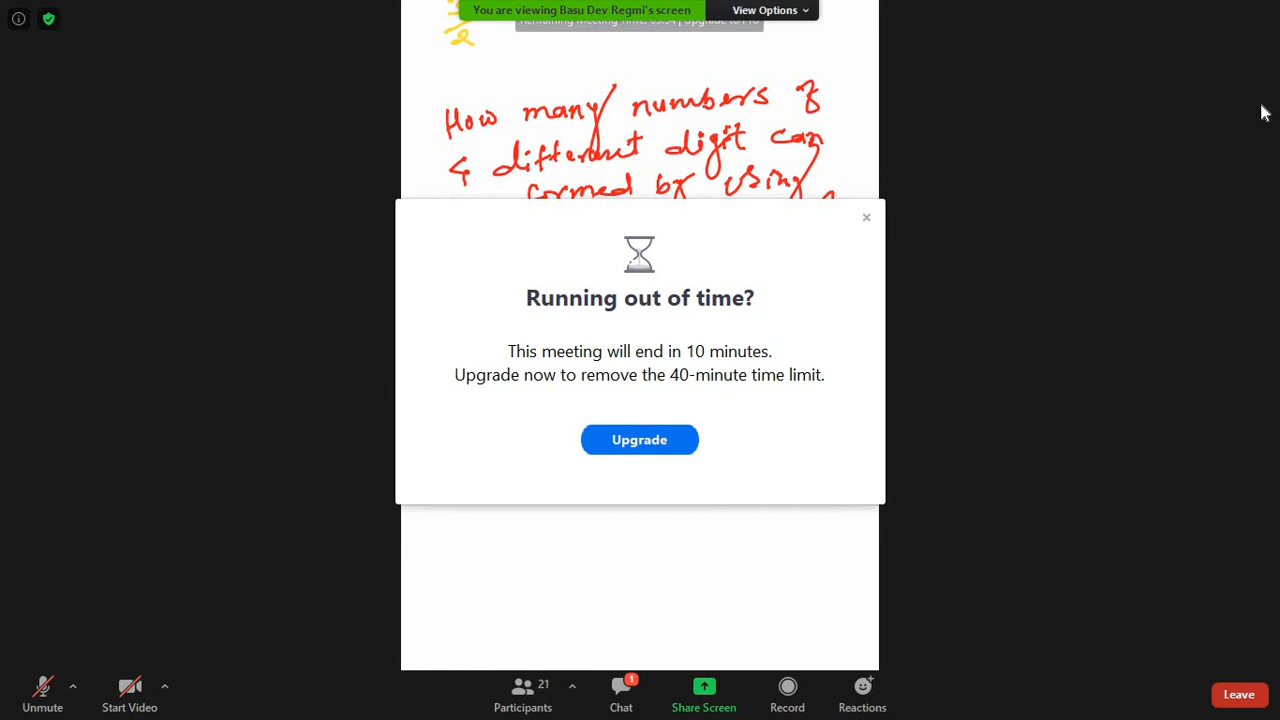 You are viewing Basu Dev Regmi's screen
View Options
2
How many numbers of
4 different digit can
formed by using
Running out of time?
This meeting will end in 10 minutes.
Upgrade now to remove the 40-minute time limit.
Upgrade
Unmute
Start Video
21
Participants
1
Chat
Share Screen
Record
Reactions
Leave